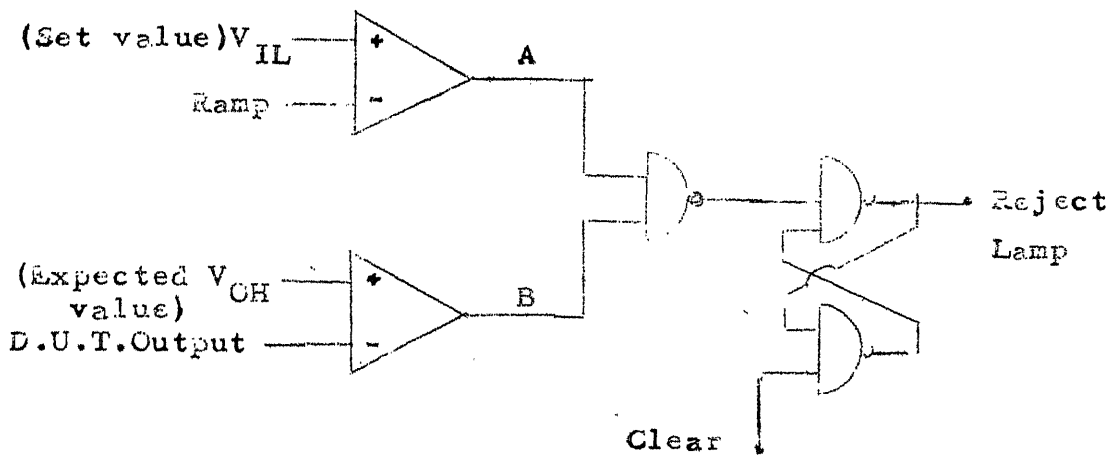 (Set value)V
IL
Ramp
A
Reject
Lamp
(Expected V
OH
value)
D.U.T.Output
B
Clear